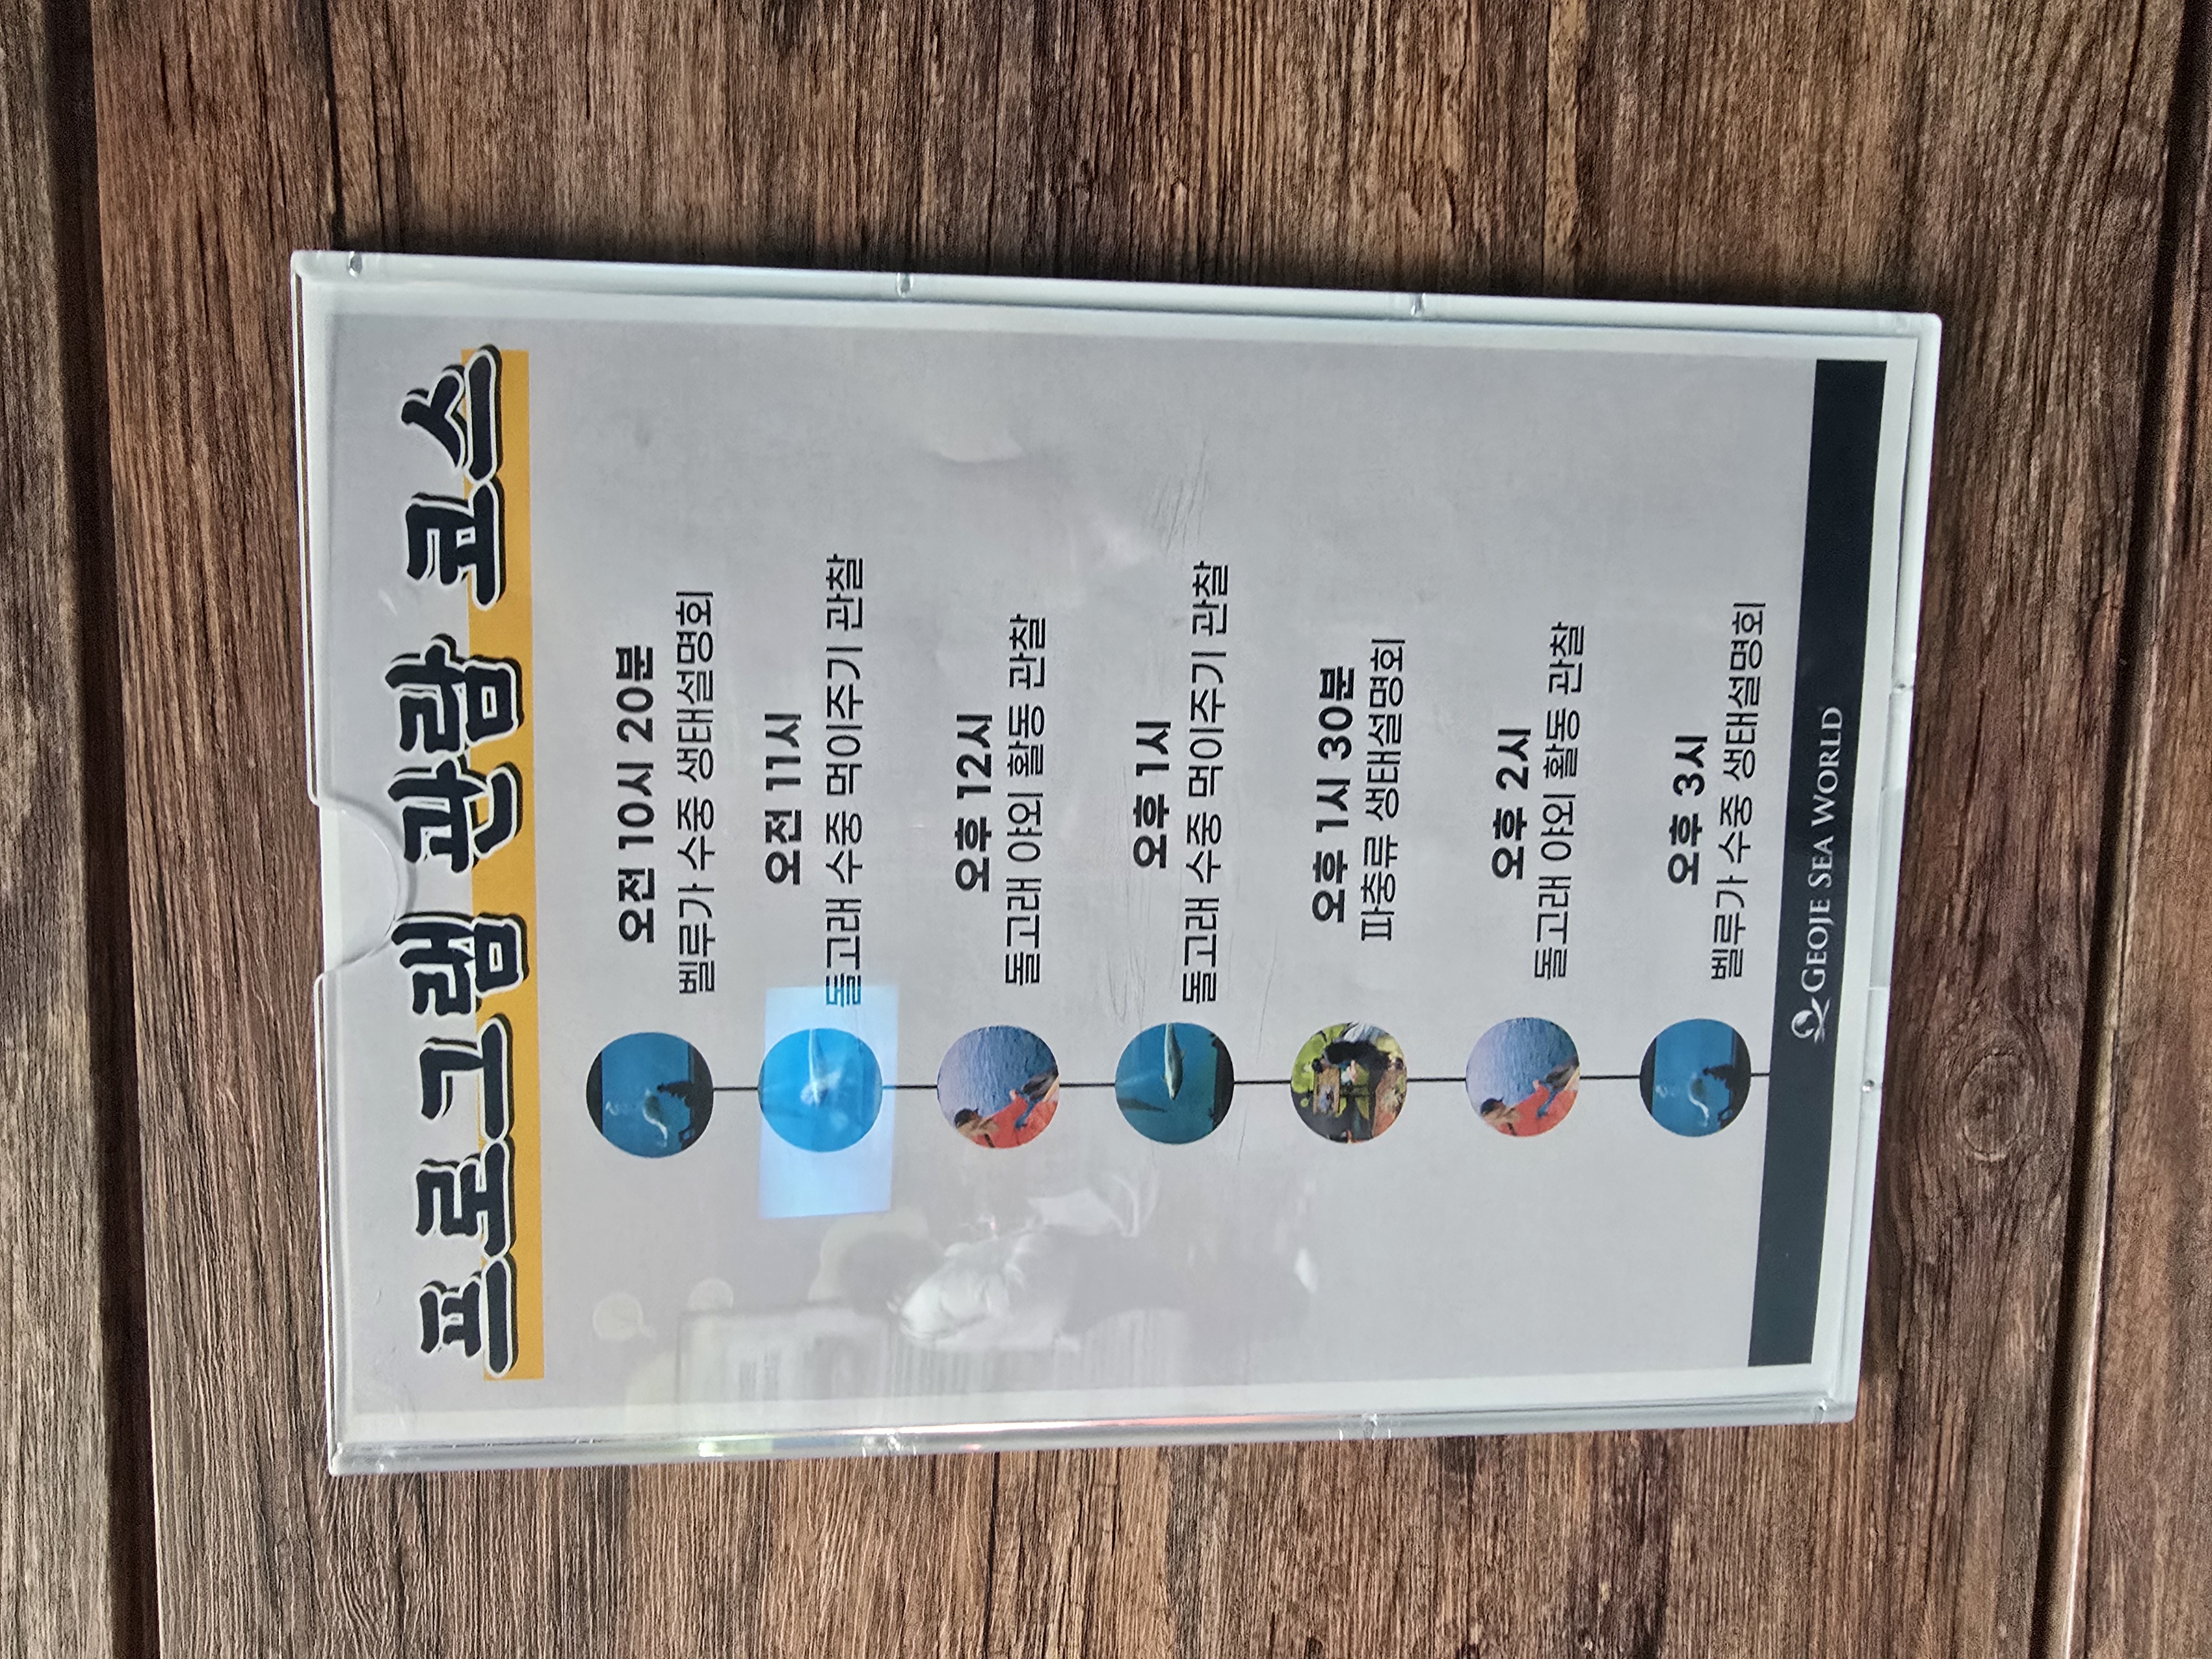 프로그램 관람 코스
오전 10시 20분
벨루가 수중 생태설명회
오전 11시
돌고래 수중 먹이주기 관찰
오후 12시
돌고래 야외 활동 관찰
오후 1시
돌고래 수중 먹이주기 관찰
오후 1시 30분
파충류 생태설명회
오후 2시
돌고래 야외 활동 관찰
오후 3시
벨루가 수중 생태설명회
GEOJE SEA WORLD